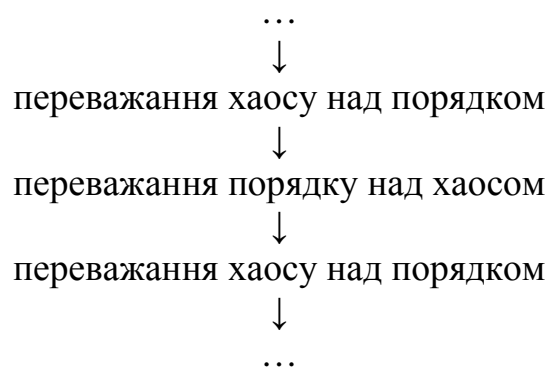 …
↓
переважання хаосу над порядком
↓
переважання порядку над хаосом
↓
переважання хаосу над порядком
↓
…